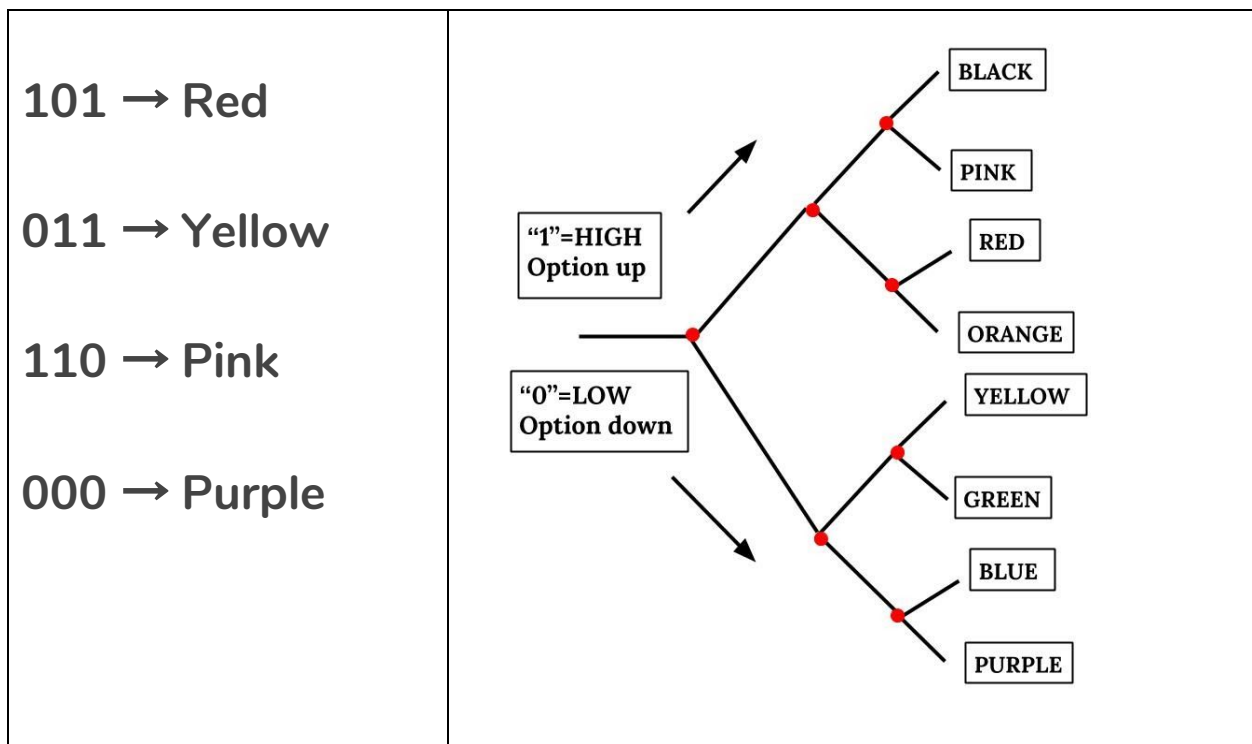 101 → Red
011 → Yellow
110 → Pink
000 → Purple
BLACK
PINK
“1”=HIGH
Option up
RED
ORANGE
“0”=LOW
Option down
YELLOW
GREEN
BLUE
PURPLE